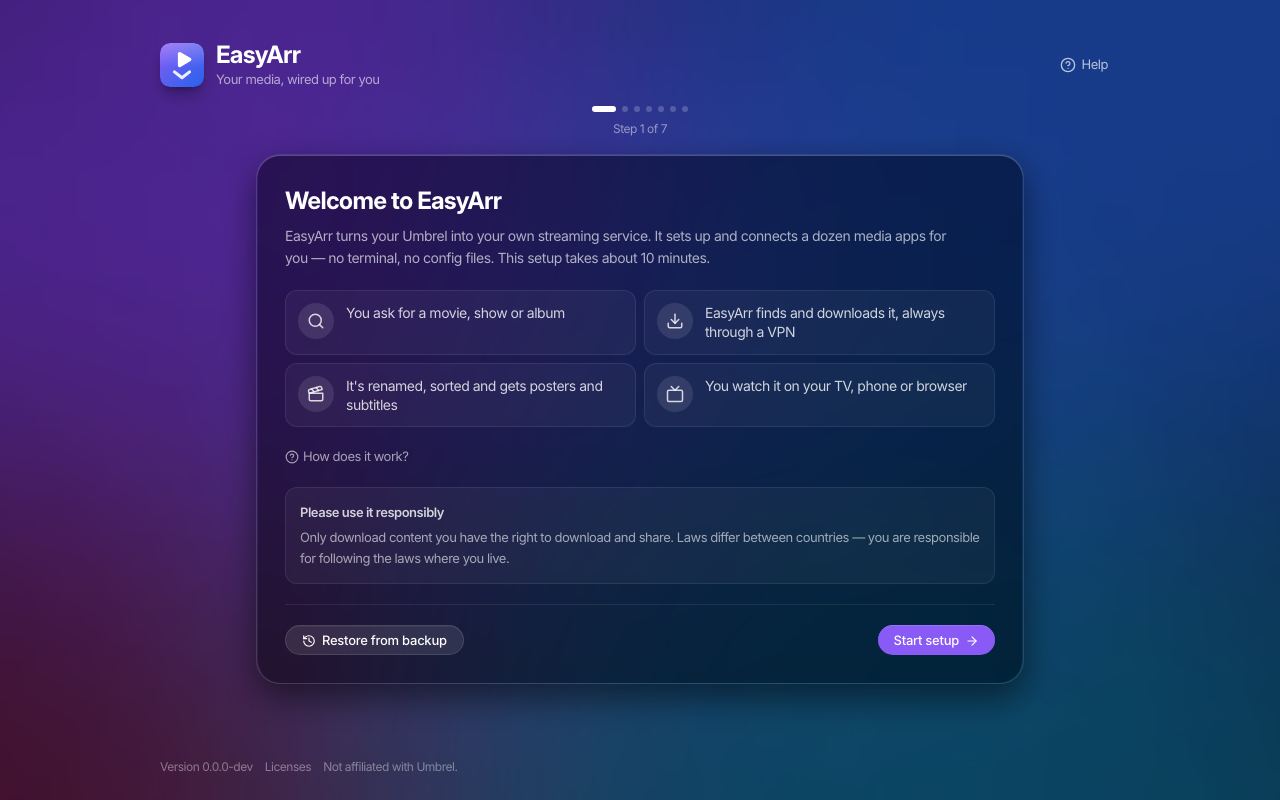 EasyArr
Your media, wired up for you
Help
Step 1 of 7
Welcome to EasyArr
EasyArr turns your Umbrel into your own streaming service. It sets up and connects a dozen media apps for
you — no terminal, no config files. This setup takes about 10 minutes.
You ask for a movie, show or album
EasyArr finds and downloads it, always
through a VPN
It's renamed, sorted and gets posters and
subtitles
You watch it on your TV, phone or browser
How does it work?
Please use it responsibly
Only download content you have the right to download and share. Laws differ between countries — you are responsible
for following the laws where you live.
Restore from backup
Start setup
Version 0.0.0-dev Licenses Not affiliated with Umbrel.